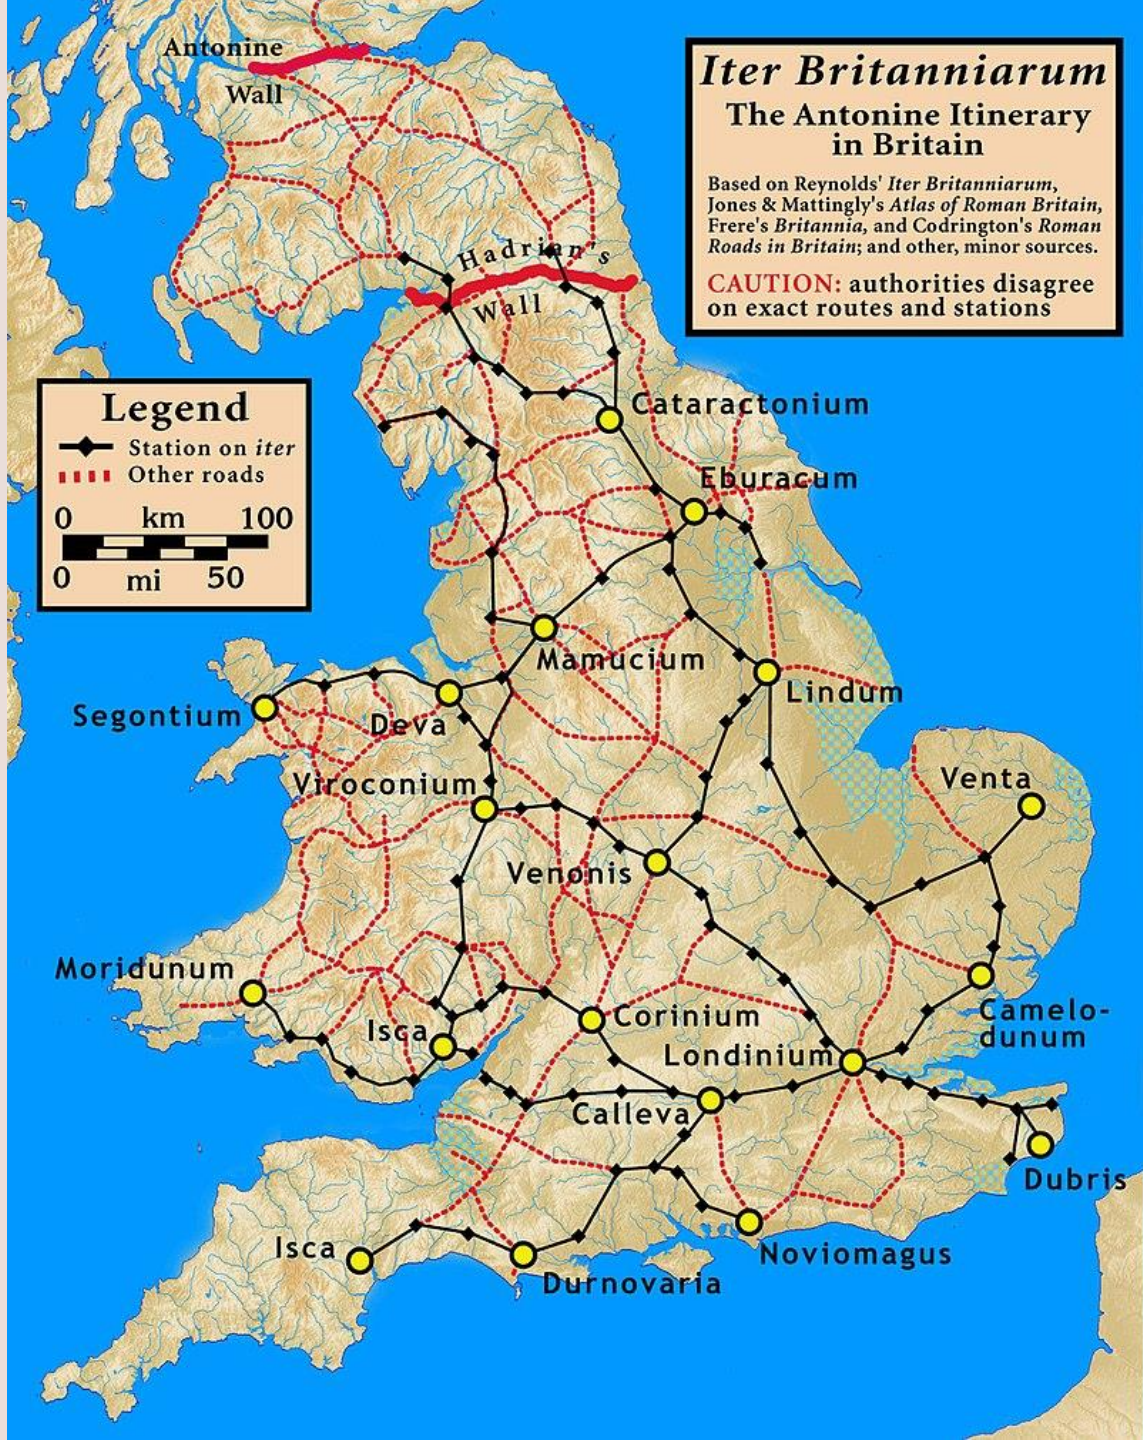 Antonine
Wall
Iter Britanniarum
The Antonine Itinerary
in Britain
Based on Reynolds' Iter Britanniarum,
Jones & Mattingly's Atlas of Roman Britain,
Frere's Britannia, and Codrington's Roman
Roads in Britain; and other, minor sources.
CAUTION: authorities disagree
on exact routes and stations
Hadrian's
Wall
Legend
Station on iter
Other roads
0 km 100
0 mi 50
Cataractonium
Eburacum
Mamucium
Lindum
Segontium
Deva
Viroconium
Venta
Venonis
Moridunum
Isca
Corinium
Camelo-
dunum
Londinium
Calleva
Dubris
Isca
Noviomagus
Durnovaria